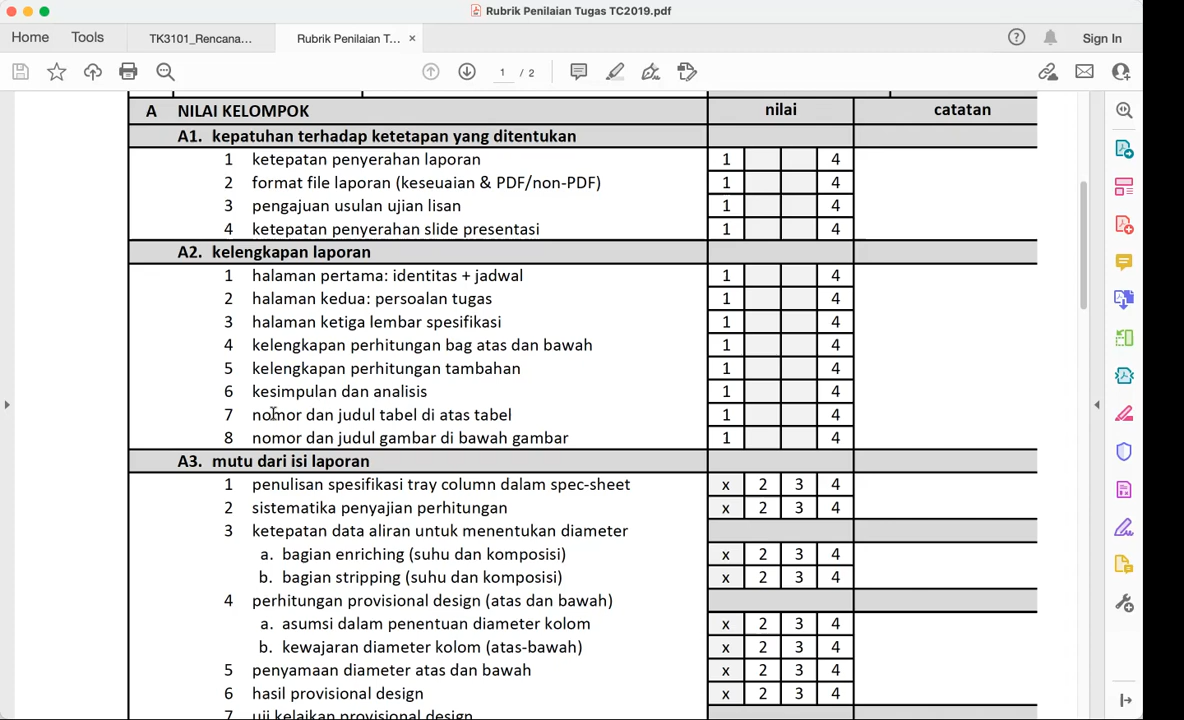 Rubrik Penilaian Tugas TC2019.pdf
Home Tools TK3101_Rencana... Rubrik Penilaian T... × Sign In
1 / 2
A NILAI KELOMPOK nilai catatan
A1. kepatuhan terhadap ketetapan yang ditentukan
1 ketepatan penyerahan laporan 1 4
2 format file laporan (keseuaian & PDF/non-PDF) 1 4
3 pengajuan usulan ujian lisan 1 4
4 ketepatan penyerahan slide presentasi 1 4
A2. kelengkapan laporan
1 halaman pertama: identitas + jadwal 1 4
2 halaman kedua: persoalan tugas 1 4
3 halaman ketiga lembar spesifikasi 1 4
4 kelengkapan perhitungan bag atas dan bawah 1 4
5 kelengkapan perhitungan tambahan 1 4
6 kesimpulan dan analisis 1 4
7 nomor dan judul tabel di atas tabel 1 4
8 nomor dan judul gambar di bawah gambar 1 4
A3. mutu dari isi laporan
1 penulisan spesifikasi tray column dalam spec-sheet x 2 3 4
2 sistematika penyajian perhitungan x 2 3 4
3 ketepatan data aliran untuk menentukan diameter
a. bagian enriching (suhu dan komposisi) x 2 3 4
b. bagian stripping (suhu dan komposisi) x 2 3 4
4 perhitungan provisional design (atas dan bawah)
a. asumsi dalam penentuan diameter kolom x 2 3 4
b. kewajaran diameter kolom (atas-bawah) x 2 3 4
5 penyamaan diameter atas dan bawah x 2 3 4
6 hasil provisional design x 2 3 4
7 uji kelaikan provisional design